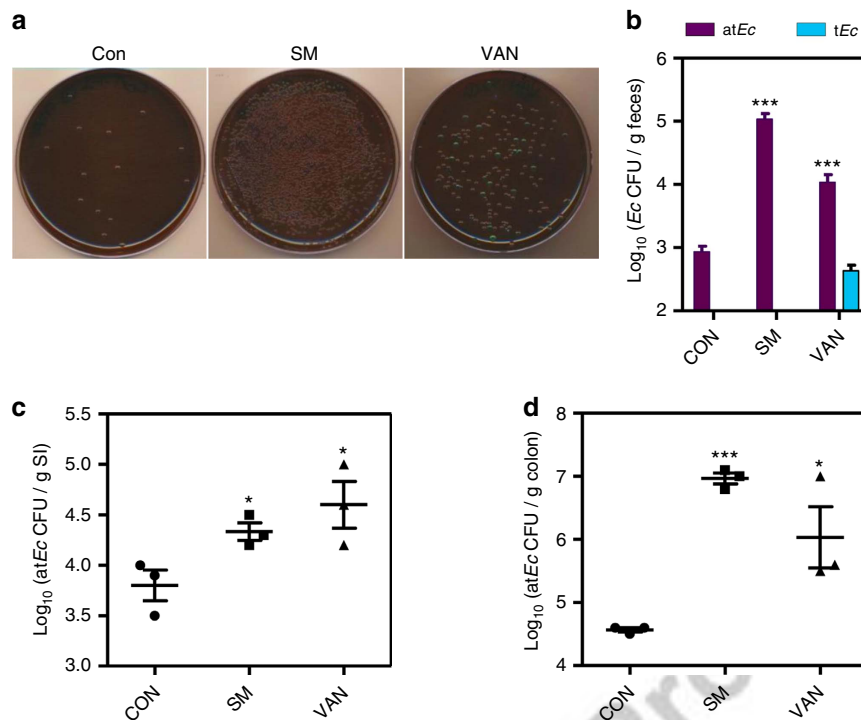 a
Con SM VAN
b
atEc tEc
Log10 (Ec CFU / g feces)
6
5
4
3
2
***
***
CON SM VAN
c
Log10 (atEc CFU / g SI)
5.5
5.0
4.5
4.0
3.5
3.0
*
*
CON SM VAN
d
Log10 (atEc CFU / g colon)
8
7
6
5
4
***
*
CON SM VAN